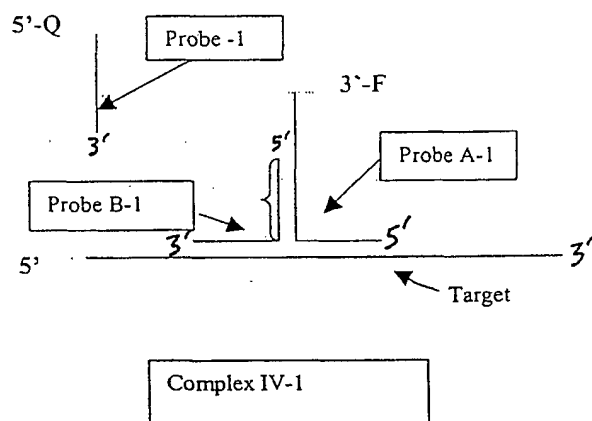 5'-Q
Probe -1
3`-F
3'
5'
Probe A-1
Probe B-1
3'
5'
5'
3'
Target
Complex IV-1